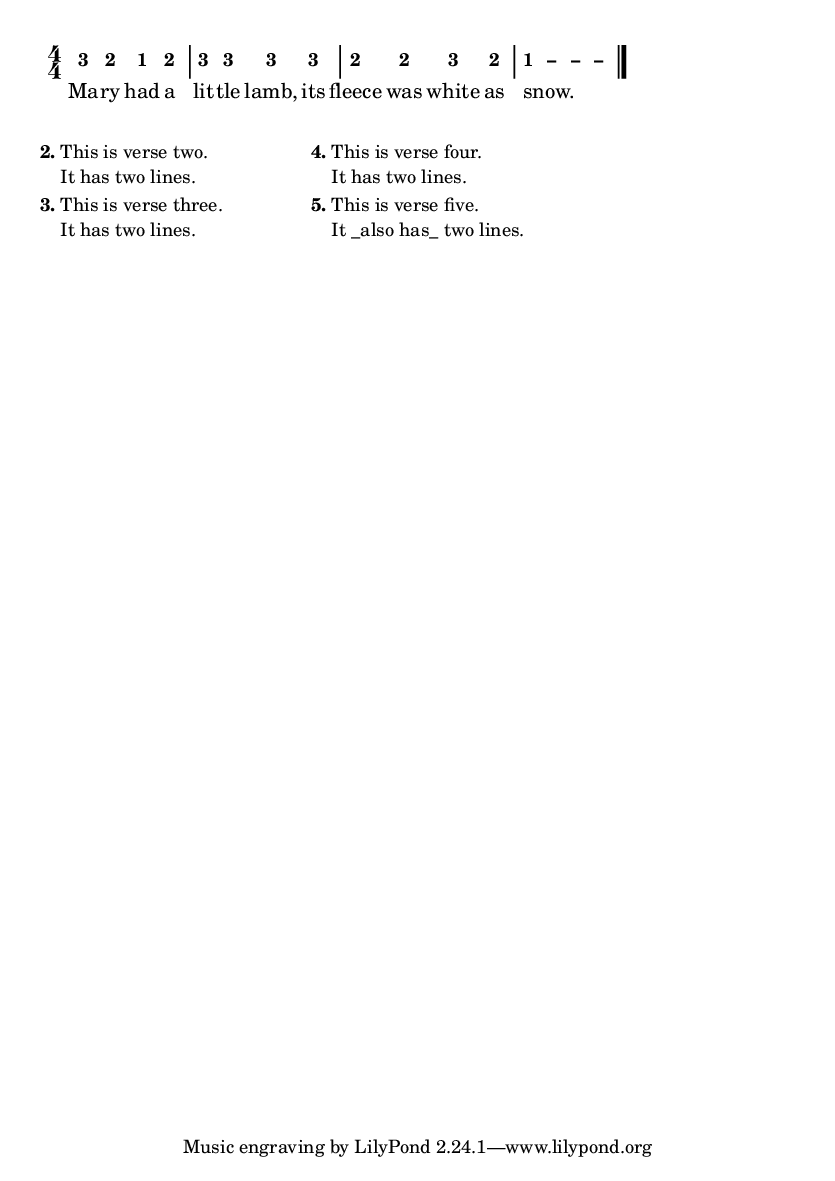 4 3 2 1 2 | 3 3 3 3 | 2 2 3 2 | 1 – – –
4
Mary had a little lamb, its fleece was white as snow.
2. This is verse two.
It has two lines.
3. This is verse three.
It has two lines.
4. This is verse four.
It has two lines.
5. This is verse five.
It _also has_ two lines.
Music engraving by LilyPond 2.24.1—www.lilypond.org